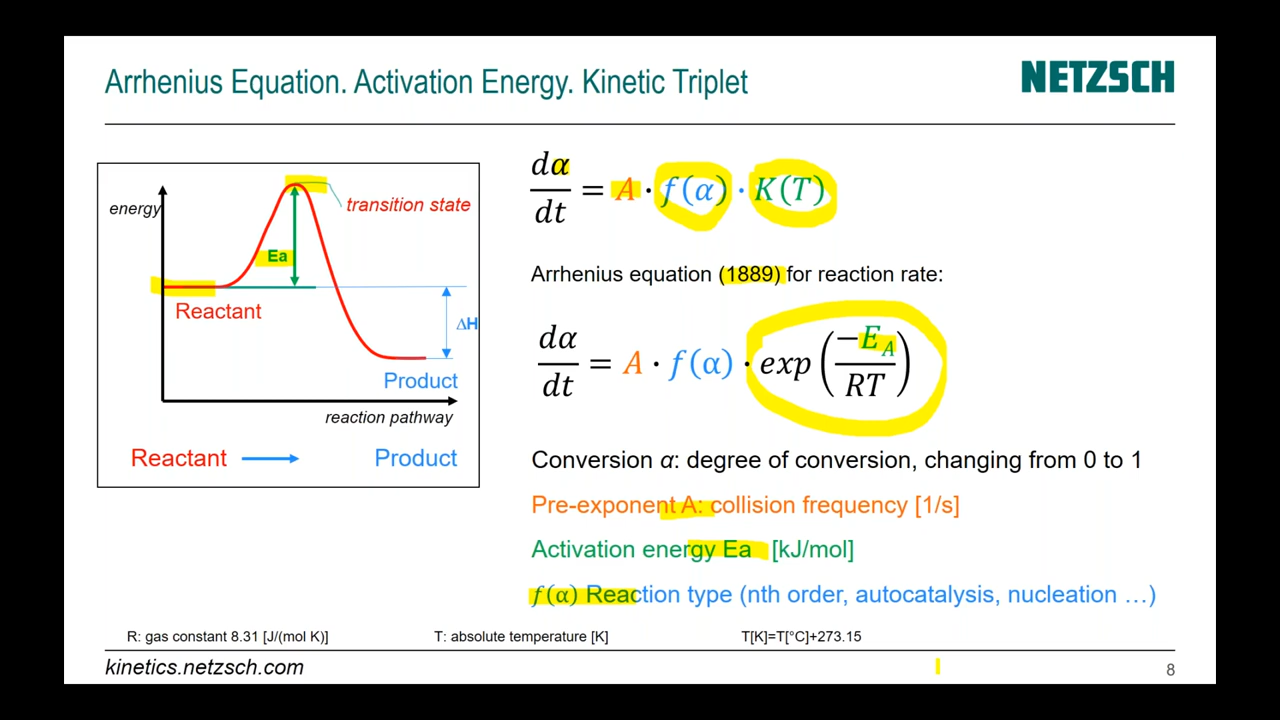 Arrhenius Equation. Activation Energy. Kinetic Triplet
NETZSCH
energy
transition state
Ea
Reactant
ΔH
Product
reaction pathway
Reactant
Product
dα/dt = A · f(α) · K(T)
Arrhenius equation (1889) for reaction rate:
dα/dt = A · f(α) · exp(−E_A/RT)
Conversion α: degree of conversion, changing from 0 to 1
Pre-exponent A: collision frequency [1/s]
Activation energy Ea [kJ/mol]
f(α) Reaction type (nth order, autocatalysis, nucleation …)
R: gas constant 8.31 [J/(mol K)]
T: absolute temperature [K]
T[K]=T[°C]+273.15
kinetics.netzsch.com
8